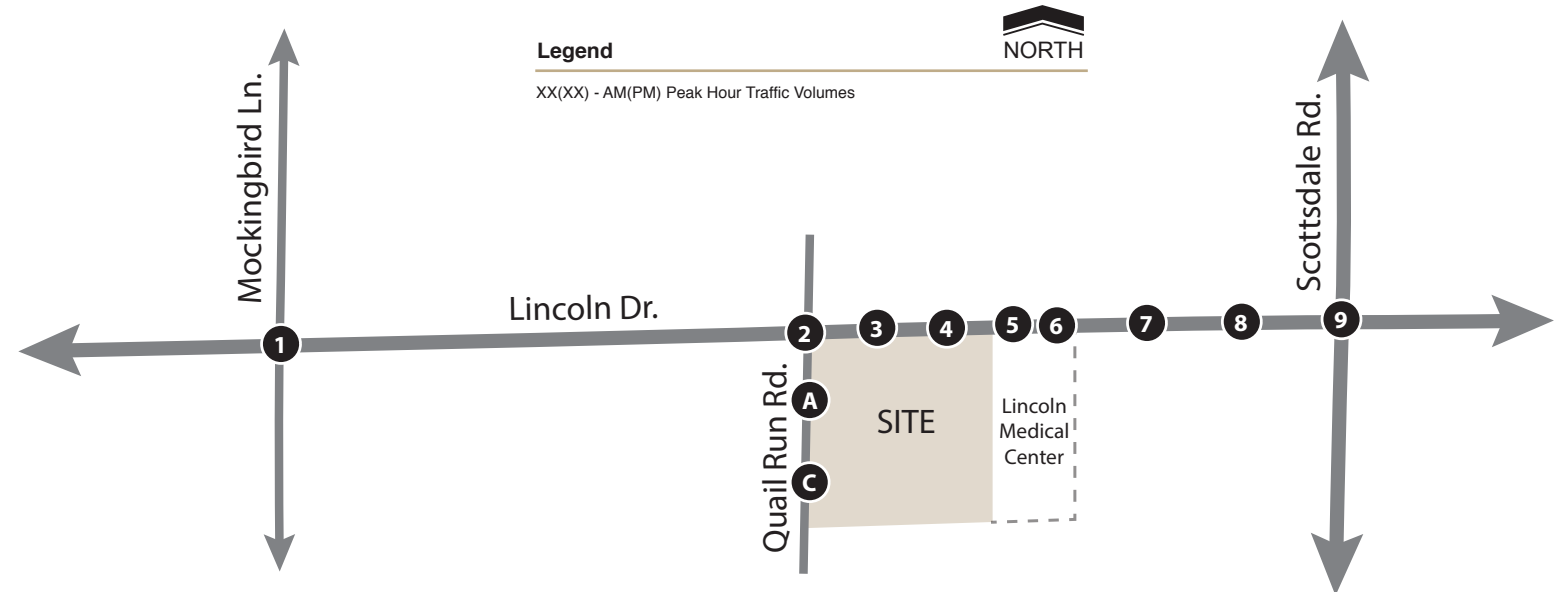 Legend
NORTH
XX(XX) - AM(PM) Peak Hour Traffic Volumes
Mockingbird Ln.
Scottsdale Rd.
Lincoln Dr.
1
2
3
4
5
6
7
8
9
Quail Run Rd.
A
C
SITE
Lincoln
Medical
Center